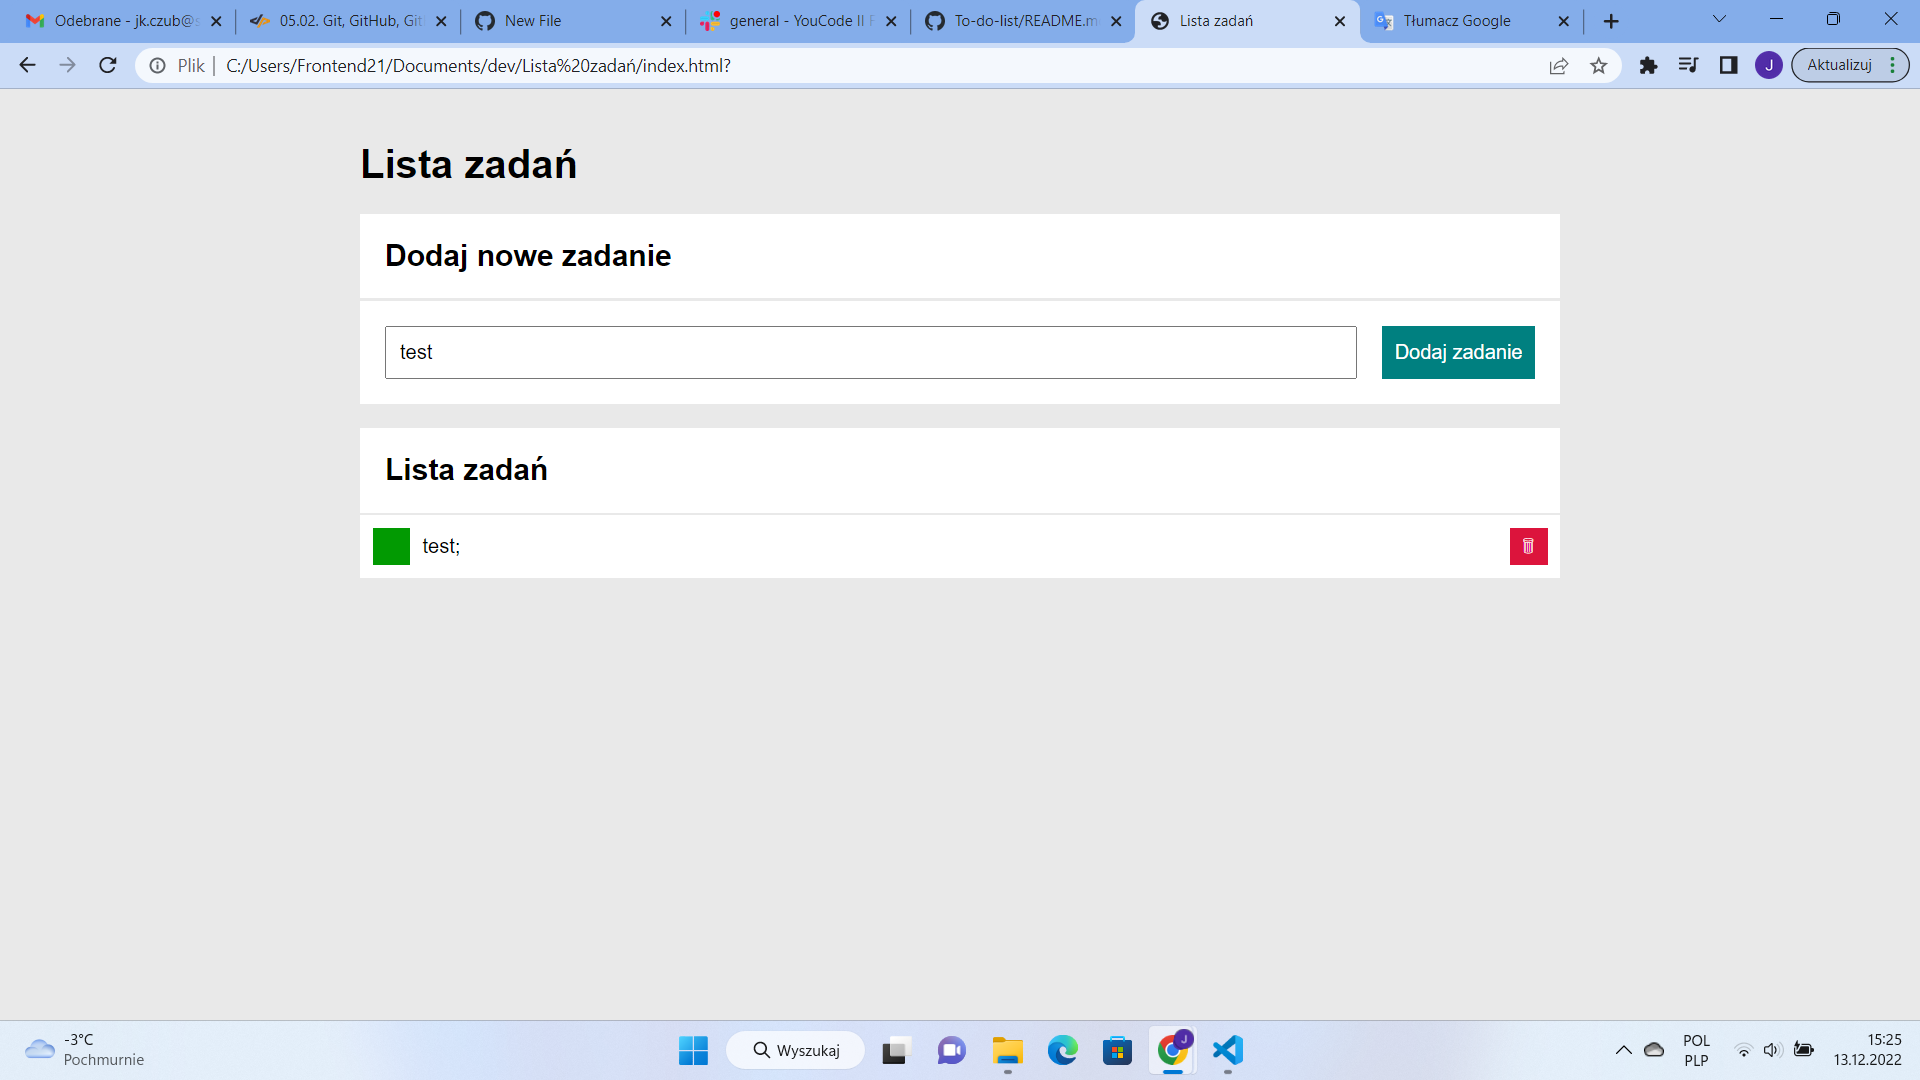 Odebrane - jk.czub@s
05.02. Git, GitHub, Git
New File
general - YouCode II F
To-do-list/README.m
Lista zadań
Tłumacz Google
Plik
C:/Users/Frontend21/Documents/dev/Lista%20zadań/index.html?
J
Aktualizuj
Lista zadań
Dodaj nowe zadanie
test
Dodaj zadanie
Lista zadań
test;
-3°C
Pochmurnie
Wyszukaj
J
POL
PLP
15:25
13.12.2022